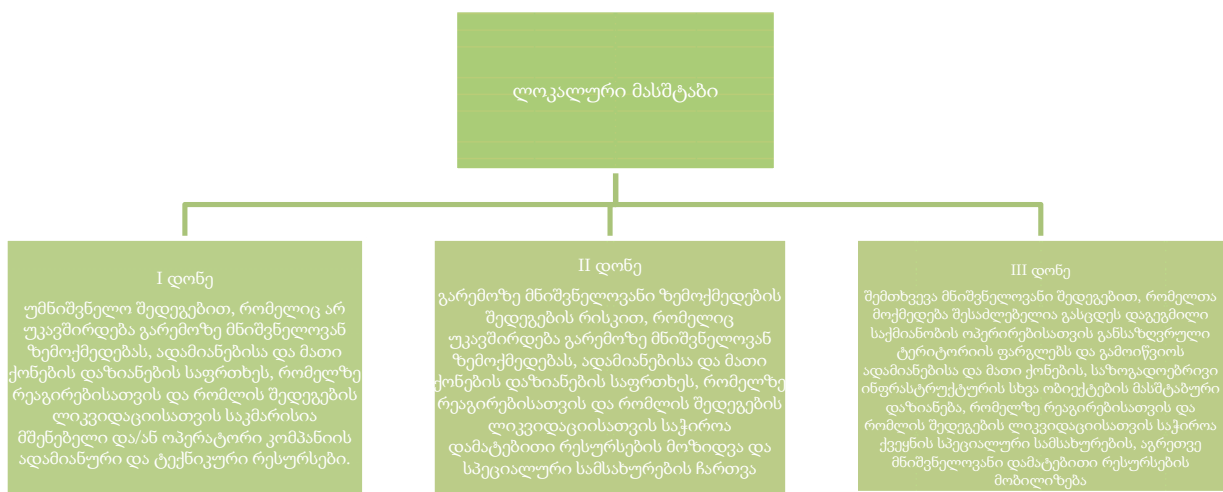 ლოკალური მასშტაბი
I დონე
უმნიშვნელო შედეგებით, რომელიც არ
უკავშირდება გარემოზე მნიშვნელოვან
ზემოქმედებას, ადამიანებისა და მათი
ქონების დაზიანების საფრთხეს, რომელზე
რეაგირებისათვის და რომლის შედეგების
ლიკვიდაციისათვის საკმარისია
მშენებელი და/ან ოპერატორი კომპანიის
ადამიანური და ტექნიკური რესურსები.
II დონე
გარემოზე მნიშვნელოვანი ზემოქმედების
შედეგების რისკით, რომელიც
უკავშირდება გარემოზე მნიშვნელოვან
ზემოქმედებას, ადამიანებისა და მათი
ქონების დაზიანების საფრთხეს, რომელზე
რეაგირებისათვის და რომლის შედეგების
ლიკვიდაციისათვის საჭიროა
დამატებითი რესურსების მოზიდვა და
სპეციალური სამსახურების ჩართვა
III დონე
შემთხვევა მნიშვნელოვანი შედეგებით, რომელთა
მოქმედება შესაძლებელია გასცდეს დაგეგმილი
საქმიანობის ოპერირებისათვის განსაზღვრული
ტერიტორიის ფარგლებს და გამოიწვიოს
ადამიანებისა და მათი ქონების, საზოგადოებრივი
ინფრასტრუქტურის სხვა ობიექტების მასშტაბური
დაზიანება, რომელზე რეაგირებისათვის და
რომლის შედეგების ლიკვიდაციისათვის საჭიროა
ქვეყნის სპეციალური სამსახურების, აგრეთვე
მნიშვნელოვანი დამატებითი რესურსების
მობილიზება